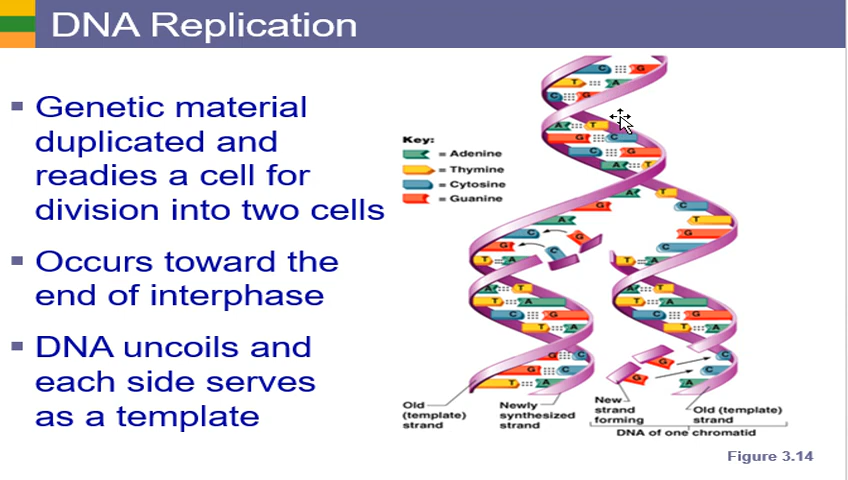 DNA Replication
Genetic material
duplicated and
readies a cell for
division into two cells
Occurs toward the
end of interphase
DNA uncoils and
each side serves
as a template
Key:
= Adenine
= Thymine
= Cytosine
= Guanine
C G
T A
C G
A T
G C
C G
A T
A T
G C
A T
C G G C
G C
T A T A
A T A T
T A T A
C G C G
T A T A
G C G C
T A G A
Old
(template)
strand
Newly
synthesized
strand
New
strand
forming
Old (template)
strand
DNA of one chromatid
Figure 3.14